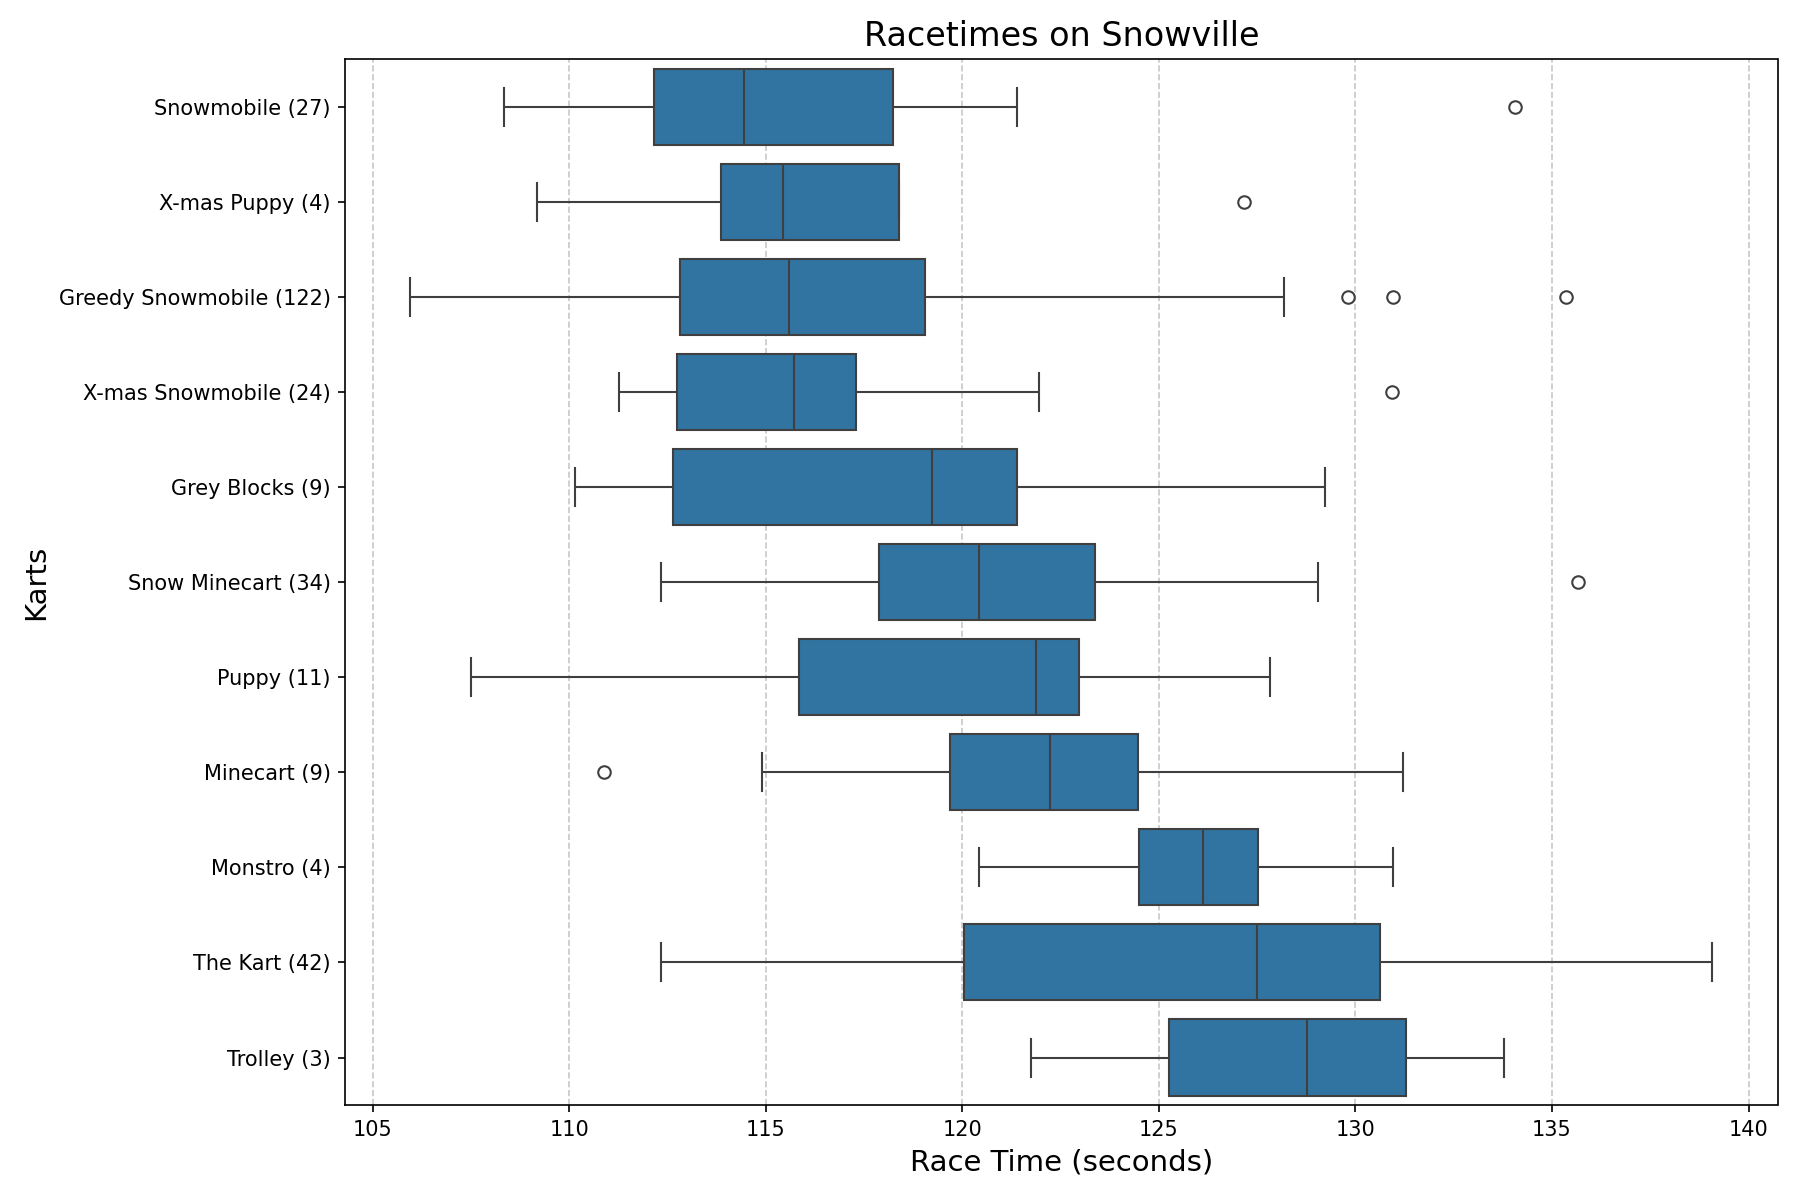 Racetimes on Snowville
Snowmobile (27)
X-mas Puppy (4)
Greedy Snowmobile (122)
X-mas Snowmobile (24)
Grey Blocks (9)
Snow Minecart (34)
Puppy (11)
Minecart (9)
Monstro (4)
The Kart (42)
Trolley (3)
Karts
105 110 115 120 125 130 135 140
Race Time (seconds)